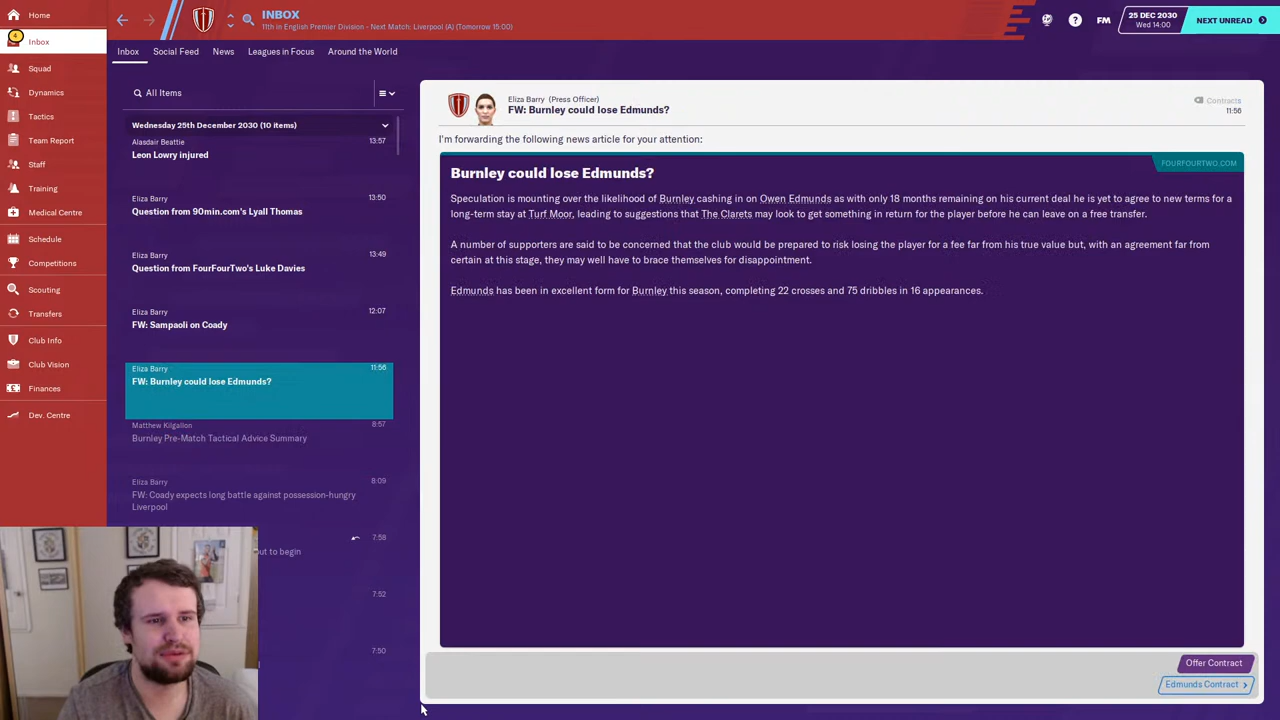 Home
4
Inbox
Squad
Dynamics
Tactics
Team Report
Staff
Training
Medical Centre
Schedule
Competitions
Scouting
Transfers
Club Info
Club Vision
Finances
Dev. Centre
INBOX
11th in English Premier Division - Next Match: Liverpool (A) (Tomorrow 15:00)
?
FM
25 DEC 2030
Wed 14:00
NEXT UNREAD
Inbox
Social Feed
News
Leagues in Focus
Around the World
All Items
Wednesday 25th December 2030 (10 items)
Alasdair Beattie
13:57
Leon Lowry injured
Eliza Barry
13:50
Question from 90min.com's Lyall Thomas
Eliza Barry
13:49
Question from FourFourTwo's Luke Davies
Eliza Barry
12:07
FW: Sampaoli on Coady
Eliza Barry
11:56
FW: Burnley could lose Edmunds?
Matthew Kilgallon
8:57
Burnley Pre-Match Tactical Advice Summary
Eliza Barry
8:09
FW: Coady expects long battle against possession-hungry
Liverpool
7:58
out to begin
7:52
7:50
Eliza Barry (Press Officer)
FW: Burnley could lose Edmunds?
Contracts
11:56
I'm forwarding the following news article for your attention:
FOURFOURTWO.COM
Burnley could lose Edmunds?
Speculation is mounting over the likelihood of Burnley cashing in on Owen Edmunds as with only 18 months remaining on his current deal he is yet to agree to new terms for a
long-term stay at Turf Moor, leading to suggestions that The Clarets may look to get something in return for the player before he can leave on a free transfer.
A number of supporters are said to be concerned that the club would be prepared to risk losing the player for a fee far from his true value but, with an agreement far from
certain at this stage, they may well have to brace themselves for disappointment.
Edmunds has been in excellent form for Burnley this season, completing 22 crosses and 75 dribbles in 16 appearances.
Offer Contract
Edmunds Contract